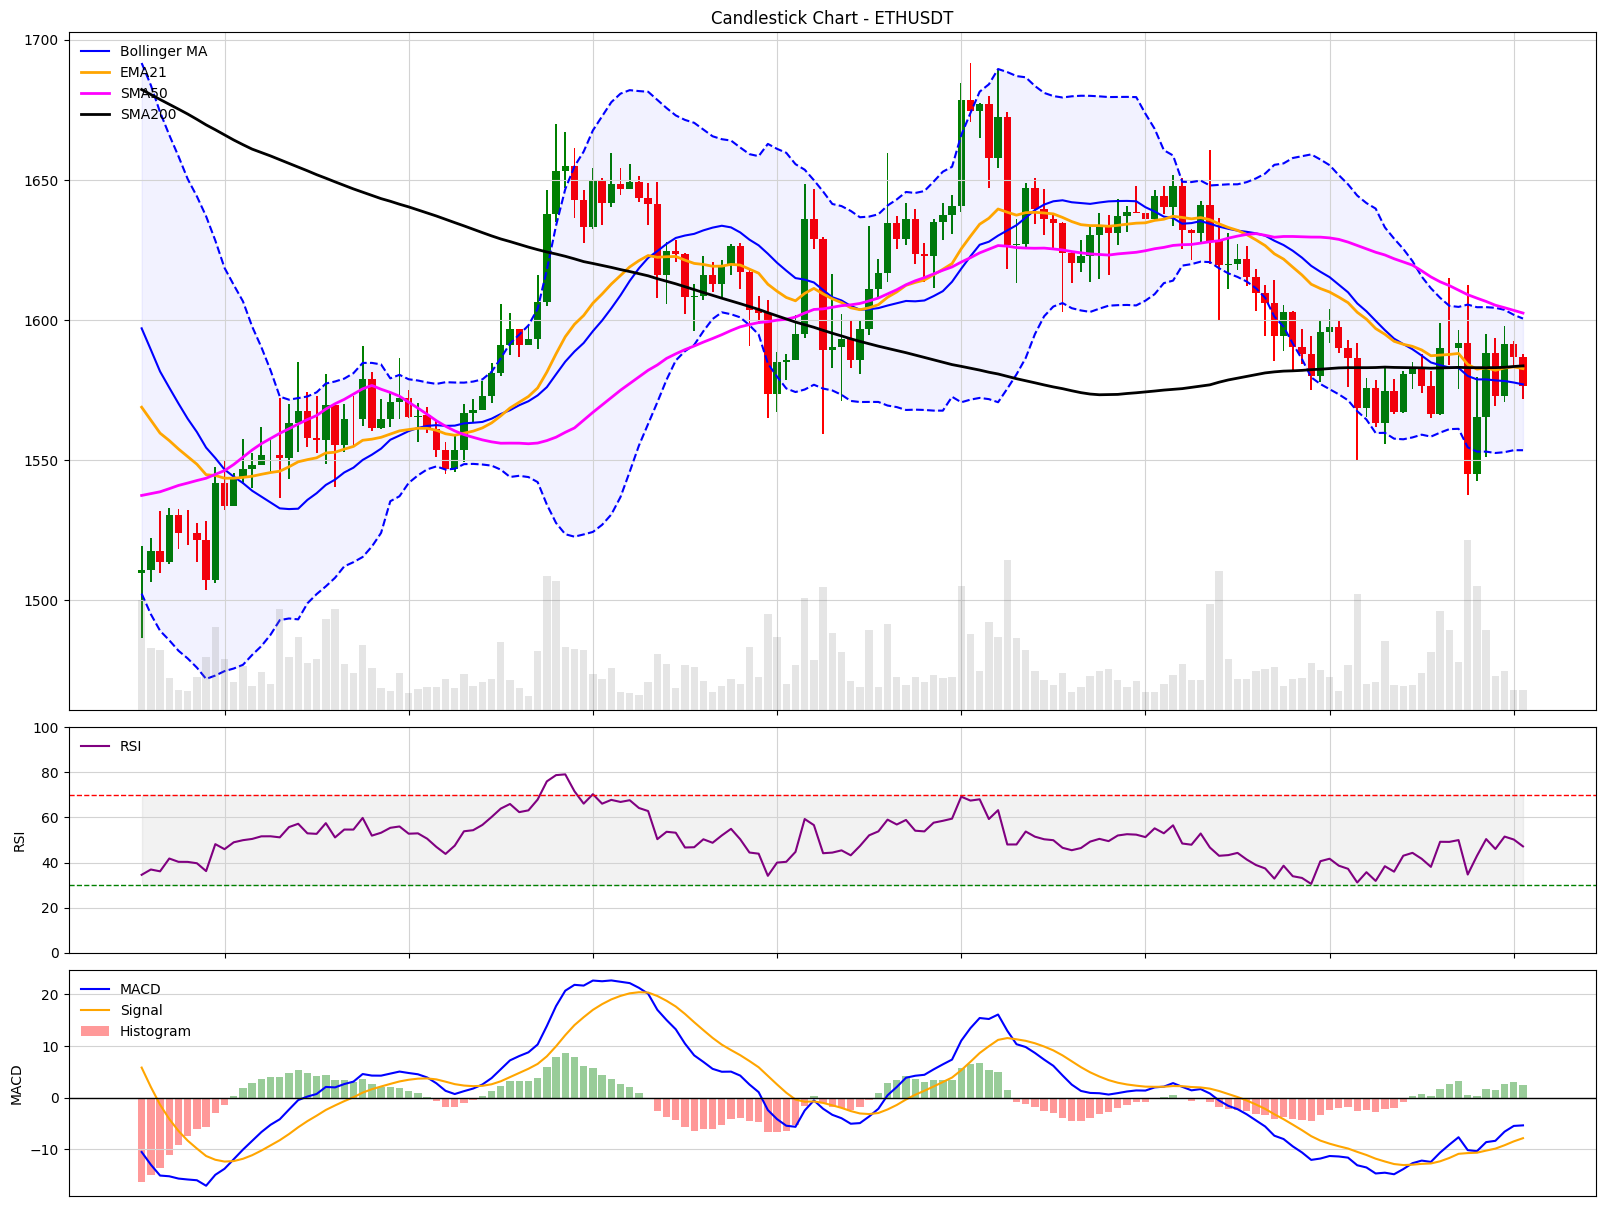 Candlestick Chart - ETHUSDT
1700
1650
1600
1550
1500
Bollinger MA
EMA21
SMA50
SMA200
100
80
60
40
20
0
RSI
RSI
20
10
0
−10
MACD
MACD
Signal
Histogram